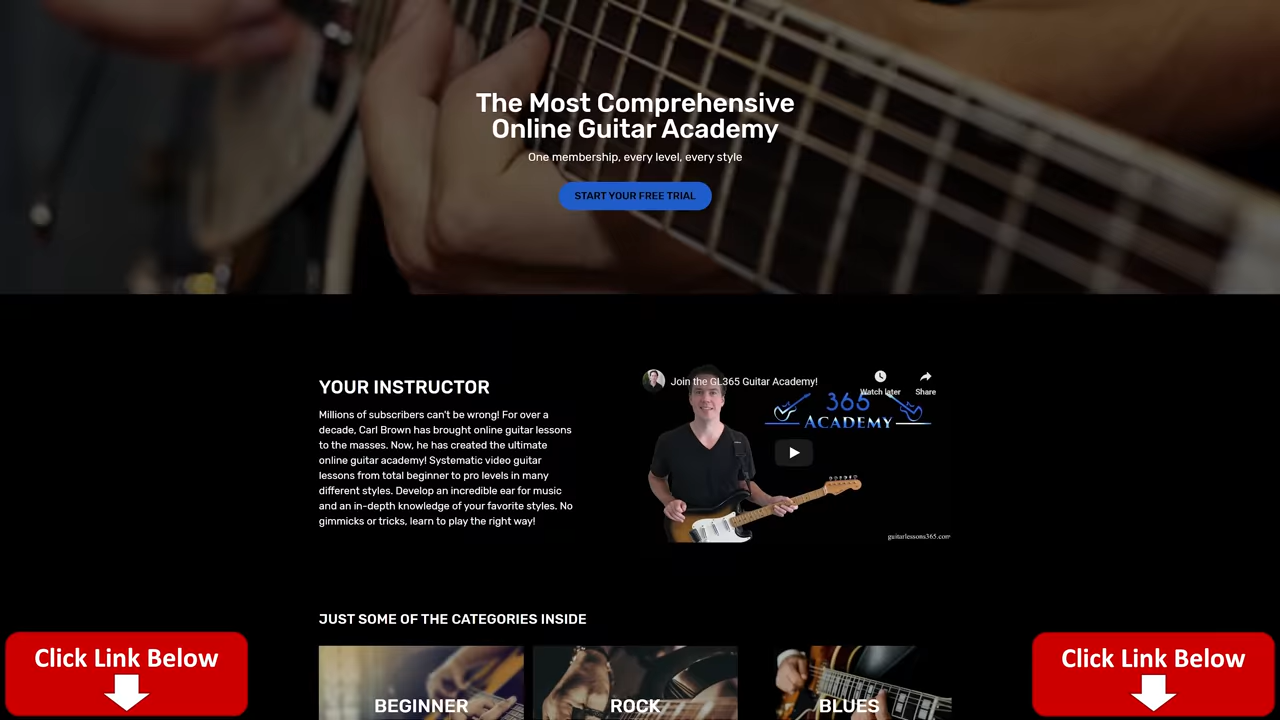 The Most Comprehensive
Online Guitar Academy
One membership, every level, every style
START YOUR FREE TRIAL
YOUR INSTRUCTOR
Millions of subscribers can't be wrong! For over a
decade, Carl Brown has brought online guitar lessons
to the masses. Now, he has created the ultimate
online guitar academy! Systematic video guitar
lessons from total beginner to pro levels in many
different styles. Develop an incredible ear for music
and an in-depth knowledge of your favorite styles. No
gimmicks or tricks, learn to play the right way!
Join the GL365 Guitar Academy!
Watch later
Share
365
ACADEMY
guitarlessons365.com
JUST SOME OF THE CATEGORIES INSIDE
BEGINNER
ROCK
BLUES
Click Link Below
Click Link Below